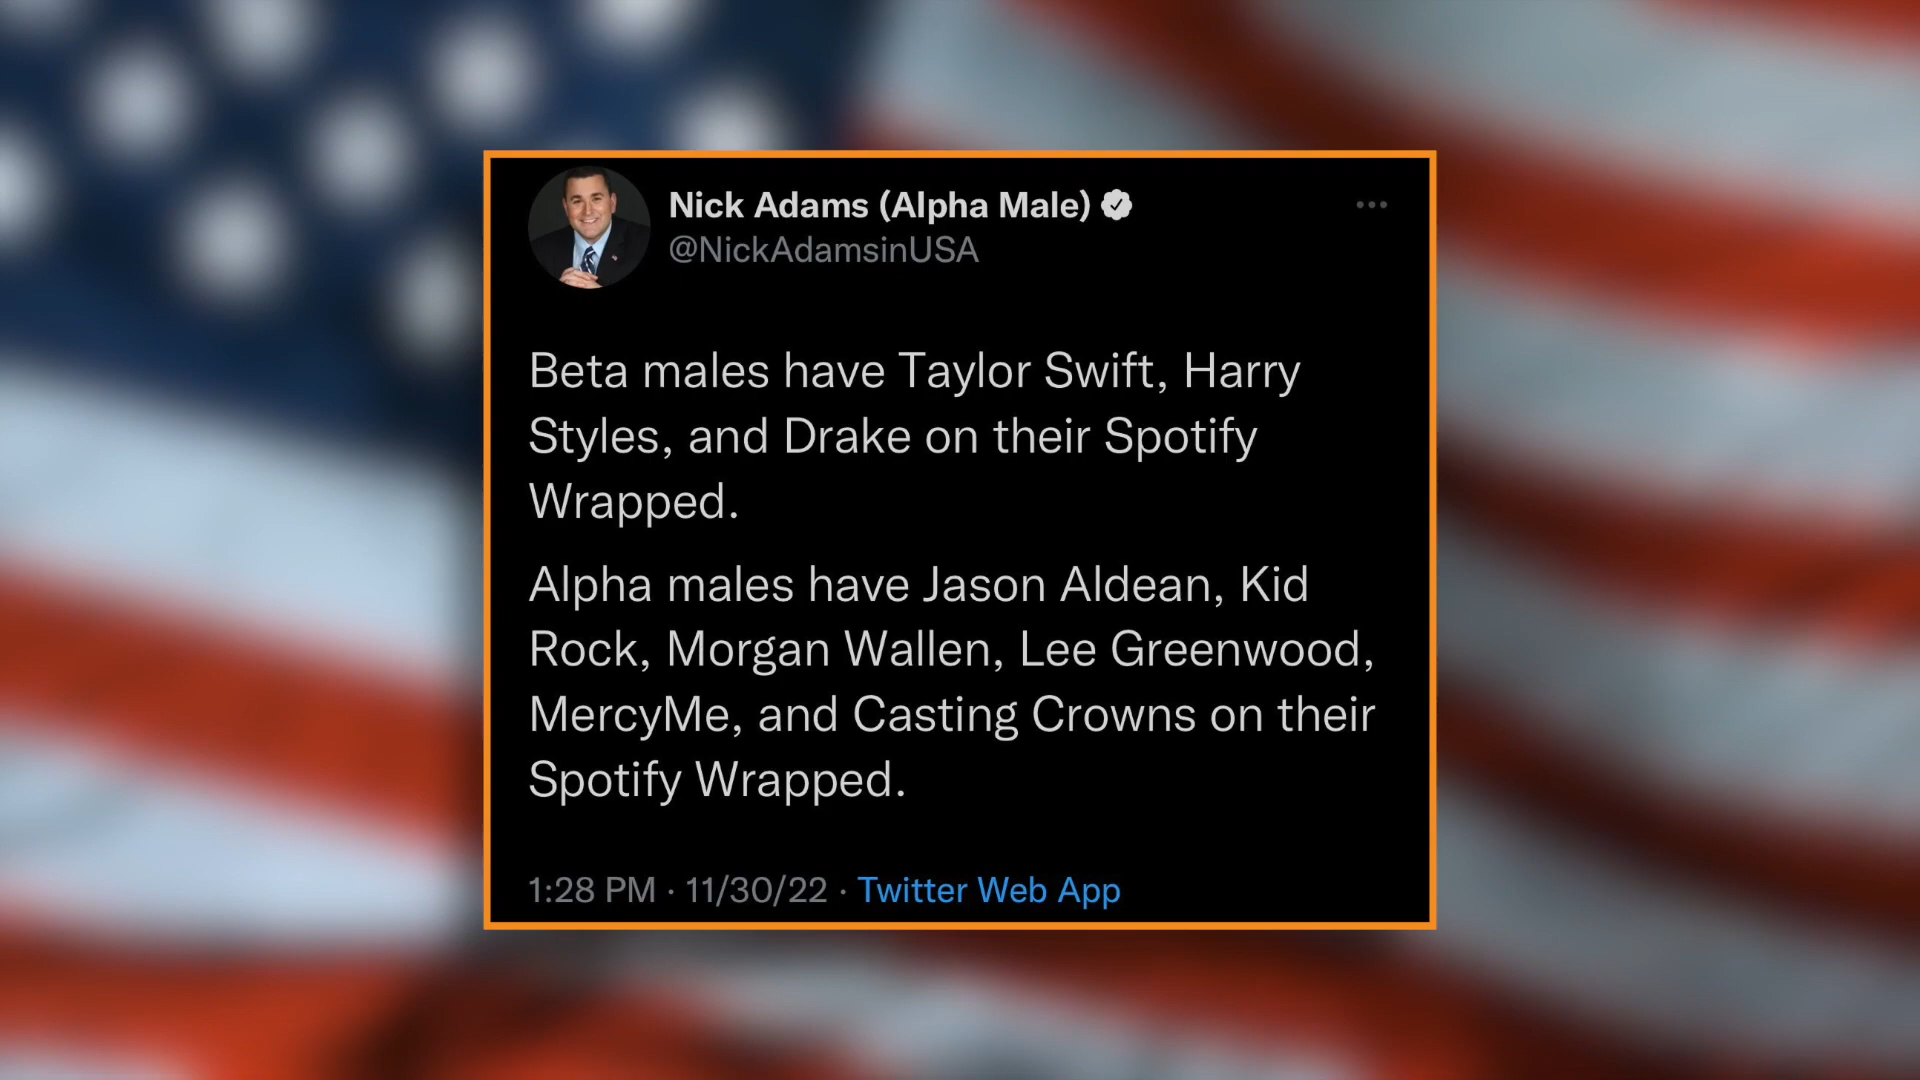 Nick Adams (Alpha Male)
@NickAdamsinUSA
Beta males have Taylor Swift, Harry
Styles, and Drake on their Spotify
Wrapped.
Alpha males have Jason Aldean, Kid
Rock, Morgan Wallen, Lee Greenwood,
MercyMe, and Casting Crowns on their
Spotify Wrapped.
1:28 PM · 11/30/22 · Twitter Web App